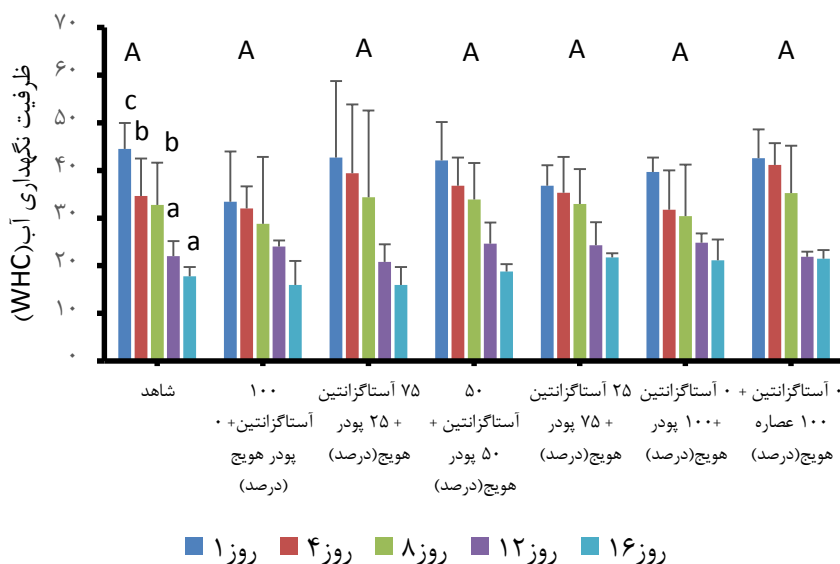 ظرفیت نگهداری آب(WHC)
۷۰
۶۰
۵۰
۴۰
۳۰
۲۰
۱۰
۰
A
A
A
A
A
A
A
c
b
b
a
a
شاهد
۱۰۰
آستاگزانتین+ ۰
پودر هویج
(درصد)
۷۵ آستاگزانتین
+ ۲۵ پودر
هویج(درصد)
۵۰
آستاگزانتین +
۵۰ پودر
هویج(درصد)
۲۵ آستاگزانتین
+ ۷۵ پودر
هویج(درصد)
۰ آستاگزانتین
+۱۰۰ پودر
هویج(درصد)
۰ آستاگزانتین +
۱۰۰ عصاره
هویج(درصد)
روز۱
روز۴
روز۸
روز۱۲
روز۱۶